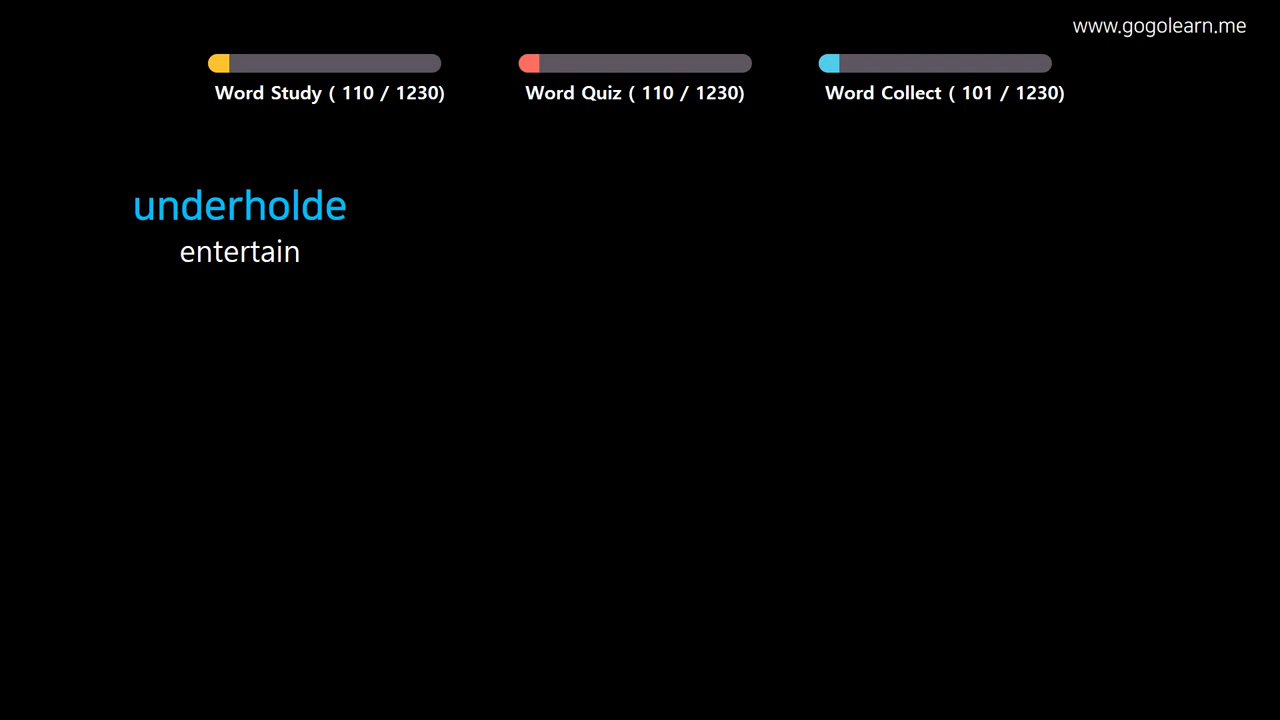 www.gogolearn.me
Word Study ( 110 / 1230)
Word Quiz ( 110 / 1230)
Word Collect ( 101 / 1230)
underholde
entertain